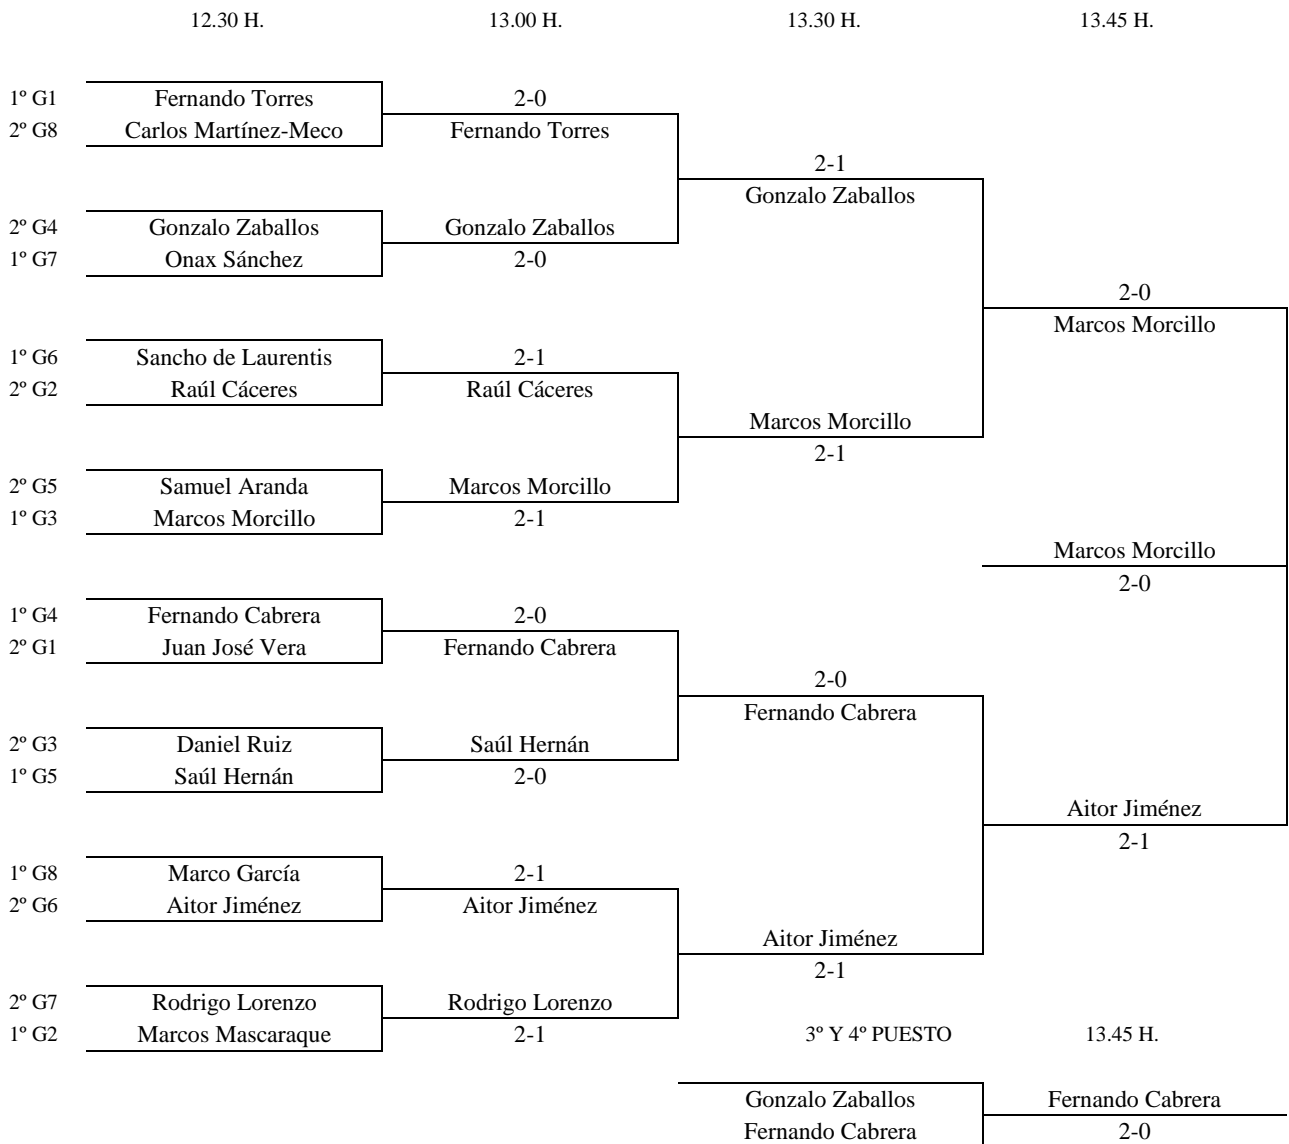 12.30 H. 13.00 H. 13.30 H. 13.45 H.
1º G1 Fernando Torres 2-0
2º G8 Carlos Martínez-Meco Fernando Torres
2-1
Gonzalo Zaballos
2º G4 Gonzalo Zaballos Gonzalo Zaballos
1º G7 Onax Sánchez 2-0
2-0
Marcos Morcillo
1º G6 Sancho de Laurentis 2-1
2º G2 Raúl Cáceres Raúl Cáceres
Marcos Morcillo
2-1
2º G5 Samuel Aranda Marcos Morcillo
1º G3 Marcos Morcillo 2-1
Marcos Morcillo
2-0
1º G4 Fernando Cabrera 2-0
2º G1 Juan José Vera Fernando Cabrera
2-0
Fernando Cabrera
2º G3 Daniel Ruiz Saúl Hernán
1º G5 Saúl Hernán 2-0
Aitor Jiménez
2-1
1º G8 Marco García 2-1
2º G6 Aitor Jiménez Aitor Jiménez
Aitor Jiménez
2-1
2º G7 Rodrigo Lorenzo Rodrigo Lorenzo
1º G2 Marcos Mascaraque 2-1 3º Y 4º PUESTO 13.45 H.
Gonzalo Zaballos Fernando Cabrera
Fernando Cabrera 2-0